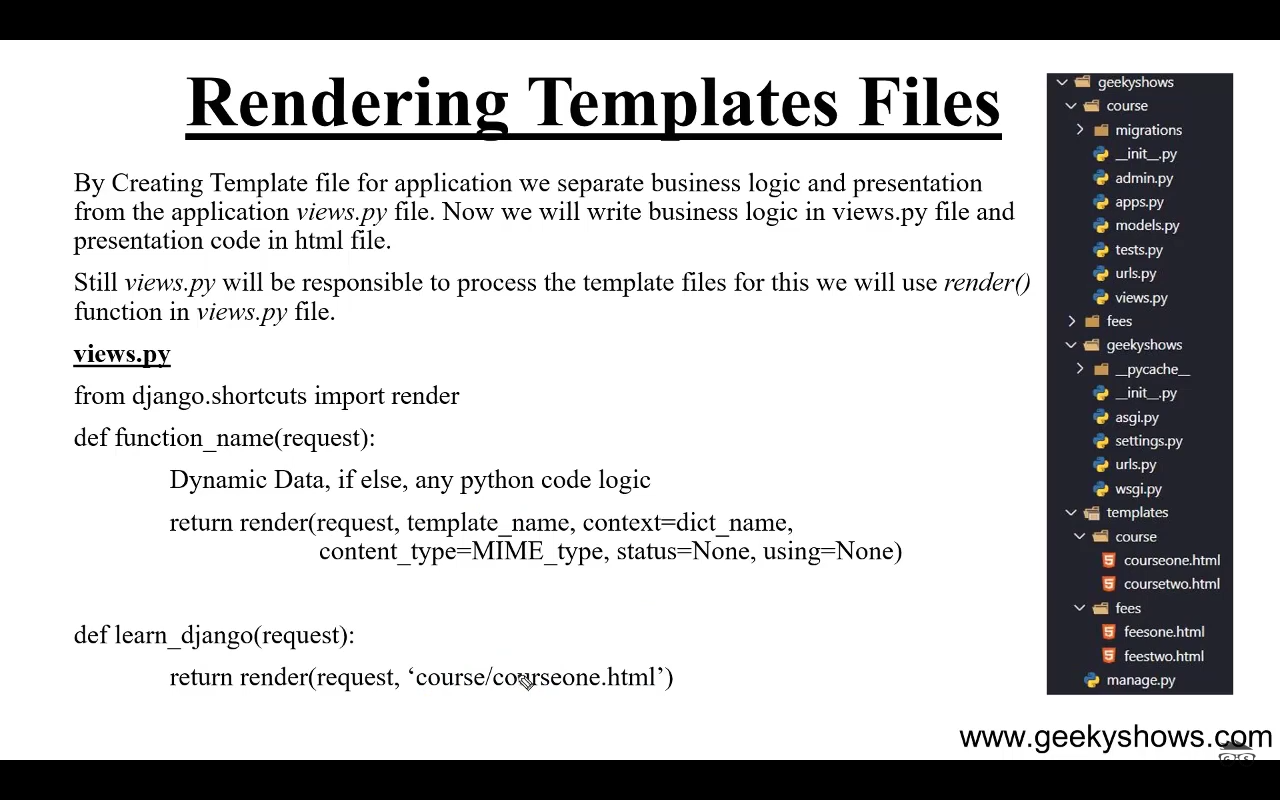 Rendering Templates Files
By Creating Template file for application we separate business logic and presentation
from the application views.py file. Now we will write business logic in views.py file and
presentation code in html file.
Still views.py will be responsible to process the template files for this we will use render()
function in views.py file.
views.py
from django.shortcuts import render
def function_name(request):
Dynamic Data, if else, any python code logic
return render(request, template_name, context=dict_name,
content_type=MIME_type, status=None, using=None)
def learn_django(request):
return render(request, ‘course/courseone.html’)
geekyshows
course
migrations
__init__.py
admin.py
apps.py
models.py
tests.py
urls.py
views.py
fees
geekyshows
__pycache__
__init__.py
asgi.py
settings.py
urls.py
wsgi.py
templates
course
courseone.html
coursetwo.html
fees
feesone.html
feestwo.html
manage.py
www.geekyshows.com